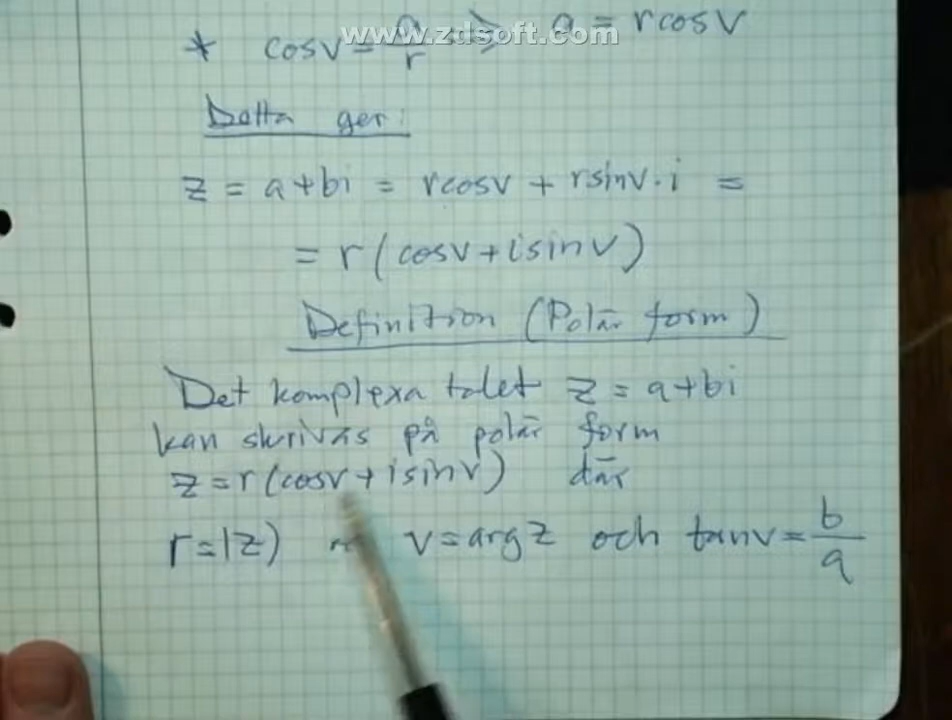 www.zdsoft.com
* cosv = a/r => a = rcosv
Detta ger:
z = a+bi = rcosv + rsinv·i =
= r(cosv+isinv)
Definition (Polär form)
Det komplexa talet z = a+bi
kan skrivas på polär form
z=r(cosv+isinv) där
r=|z| v=argz och tanv=b/a